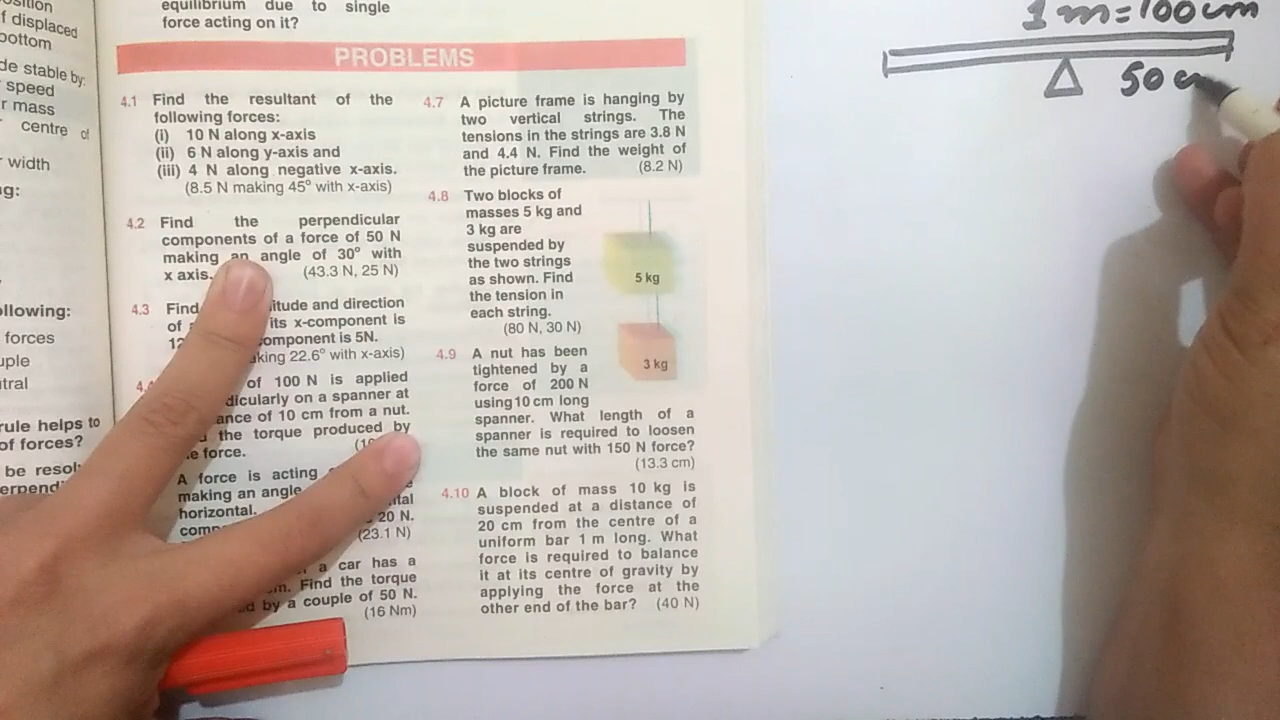 osition
f displaced
bottom
de stable by:
speed
r mass
centre of
width
ng:
ollowing:
forces
uple
tral
rule helps to
of forces?
be resol
erpend
equilibrium due to single
force acting on it?
PROBLEMS
4.1 Find the resultant of the
following forces:
(i) 10 N along x-axis
(ii) 6 N along y-axis and
(iii) 4 N along negative x-axis.
(8.5 N making 45° with x-axis)
4.2 Find the perpendicular
components of a force of 50 N
making an angle of 30° with
x axis. (43.3 N, 25 N)
4.3 Find itude and direction
of its x-component is
12 omponent is 5N.
aking 22.6° with x-axis)
4. of 100 N is applied
dicularly on a spanner at
ance of 10 cm from a nut.
the torque produced by
e force. (10
A force is acting
making an angle
horizontal. ntal
comp 20 N.
(23.1 N)
a car has a
m. Find the torque
d by a couple of 50 N.
(16 Nm)
4.7 A picture frame is hanging by
two vertical strings. The
tensions in the strings are 3.8 N
and 4.4 N. Find the weight of
the picture frame. (8.2 N)
4.8 Two blocks of
masses 5 kg and
3 kg are
suspended by
the two strings
as shown. Find
the tension in
each string.
(80 N, 30 N)
5 kg
3 kg
4.9 A nut has been
tightened by a
force of 200 N
using 10 cm long
spanner. What length of a
spanner is required to loosen
the same nut with 150 N force?
(13.3 cm)
4.10 A block of mass 10 kg is
suspended at a distance of
20 cm from the centre of a
uniform bar 1 m long. What
force is required to balance
it at its centre of gravity by
applying the force at the
other end of the bar? (40 N)
1 m = 100 cm
50 c